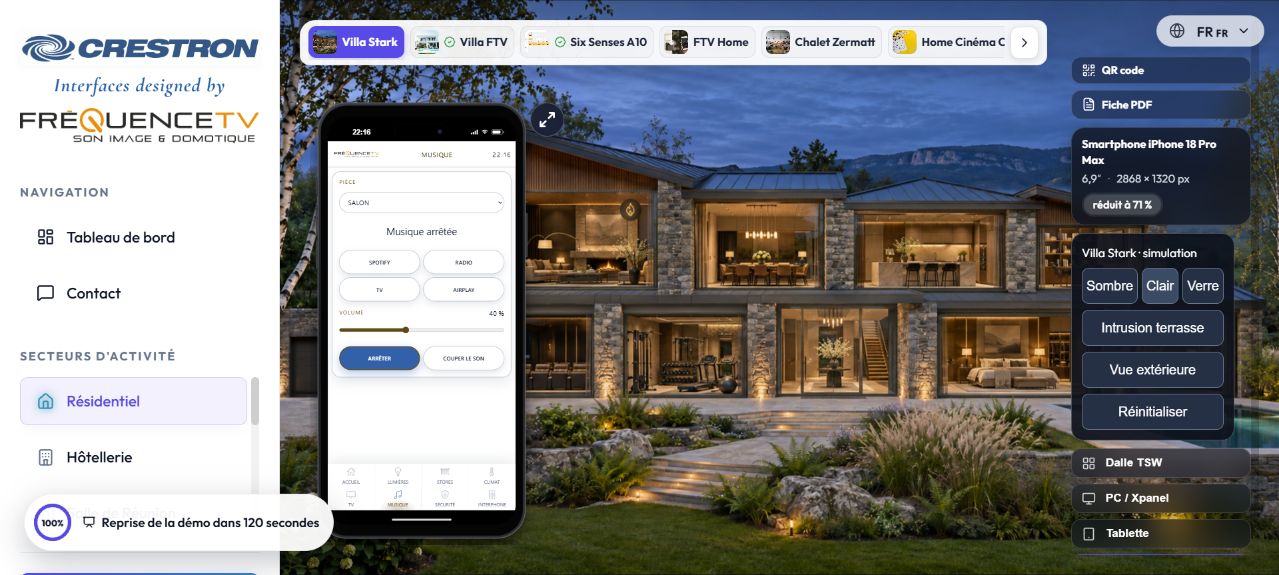 CRESTRON
Interfaces designed by
FRÉQUENCETV
SON IMAGE & DOMOTIQUE
NAVIGATION
Tableau de bord
Contact
SECTEURS D'ACTIVITÉ
Résidentiel
Hôtellerie
100%
Reprise de la démo dans 120 secondes
Villa Stark
Villa FTV
Six Senses A10
FTV Home
Chalet Zermatt
Home Cinéma C
FR FR
22:16
FRÉQUENCETV
MUSIQUE
22:16
PIÈCE
SALON
Musique arrêtée
SPOTIFY
RADIO
TV
AIRPLAY
VOLUME
40 %
ARRÊTER
COUPER LE SON
ACCUEIL
LUMIÈRES
STORES
CLIMAT
TV
MUSIQUE
SÉCURITÉ
INTERPHONE
QR code
Fiche PDF
Smartphone iPhone 18 Pro
Max
6,9" · 2868 × 1320 px
réduit à 71 %
Villa Stark · simulation
Sombre
Clair
Verre
Intrusion terrasse
Vue extérieure
Réinitialiser
Dalle TSW
PC / Xpanel
Tablette